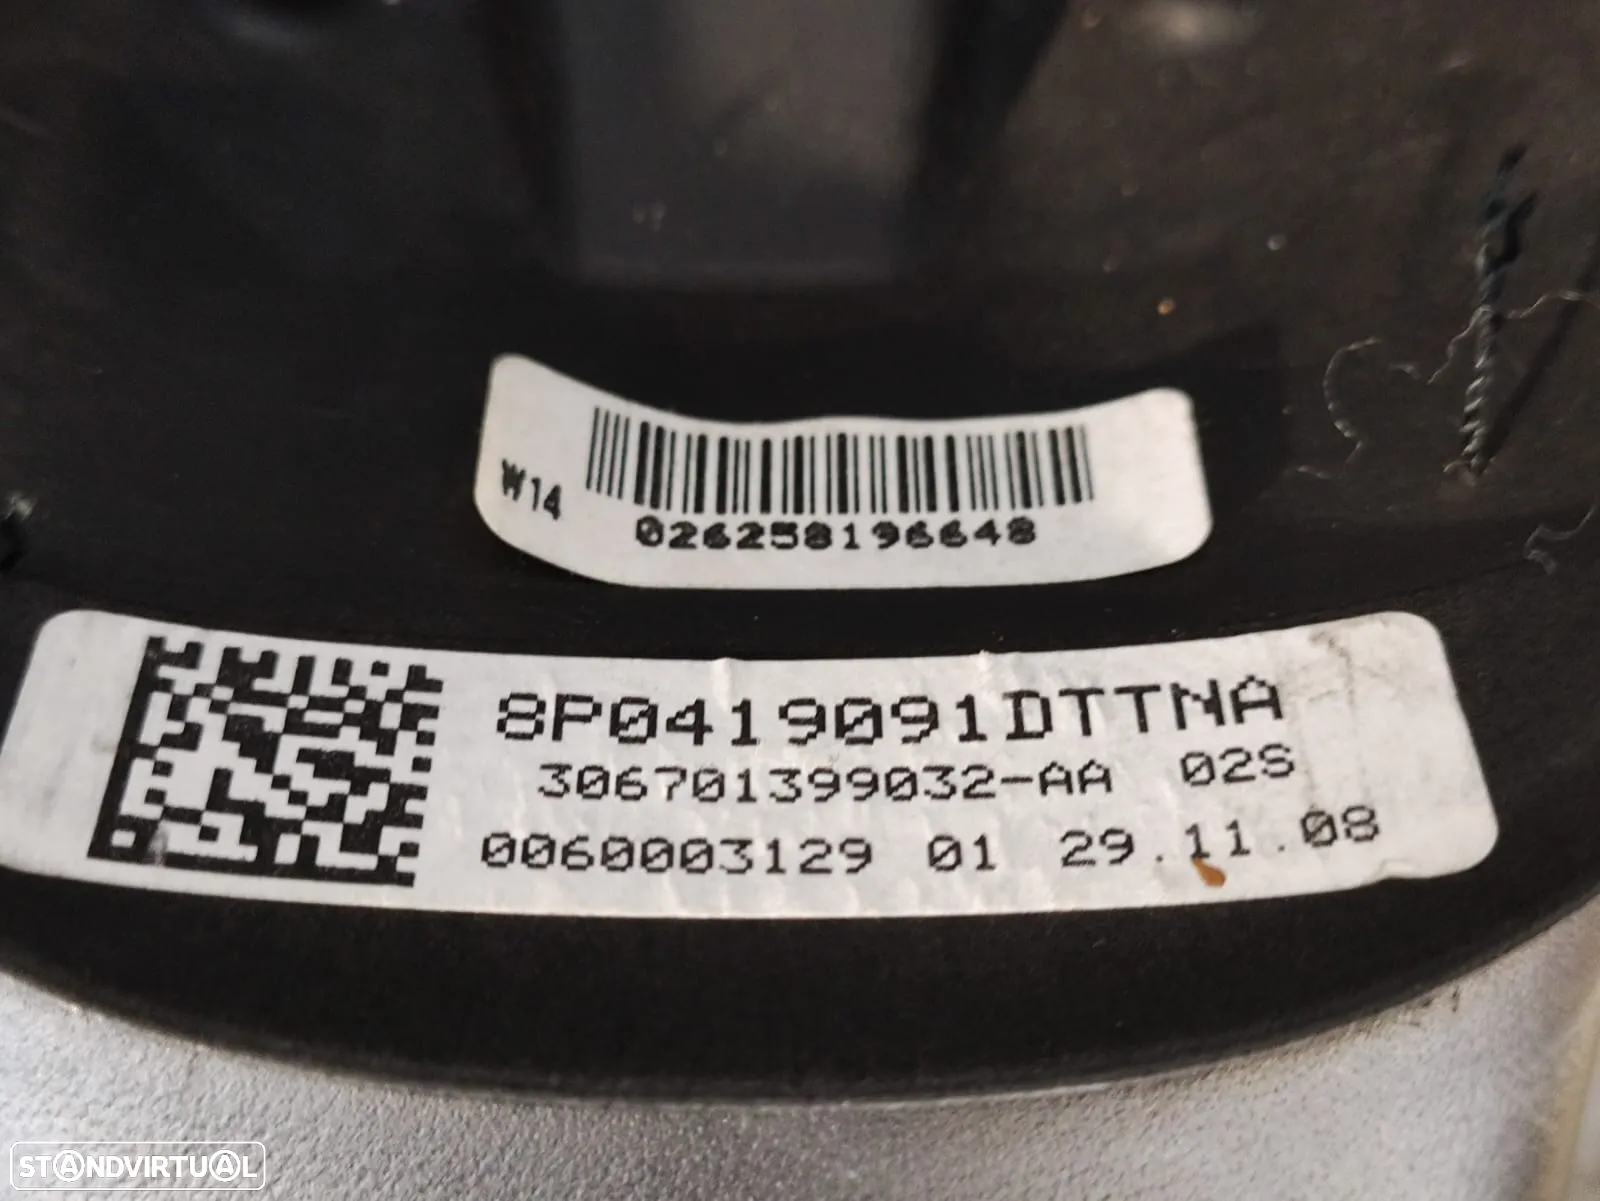 W14
026258196648
8P0419091DTTNA
306701399032-AA 02S
0060003129 01 29.11.08
STANDVIRTUAL